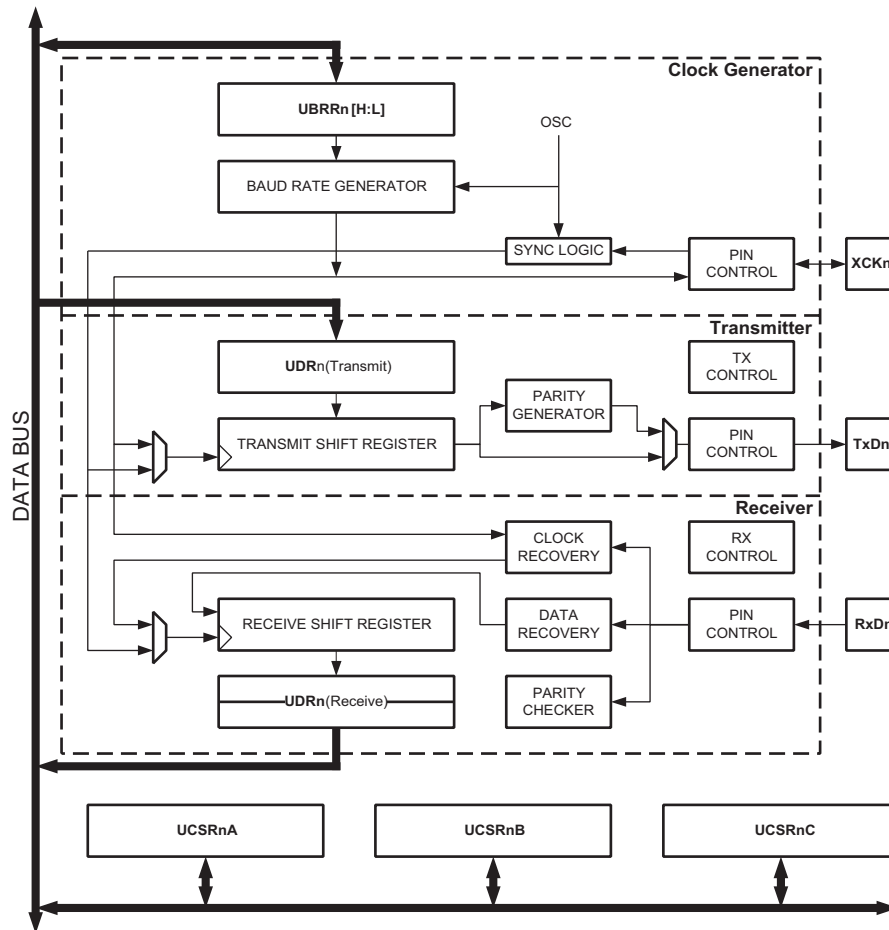 Clock Generator
UBRRn [H:L]
OSC
BAUD RATE GENERATOR
SYNC LOGIC
PIN
CONTROL
XCKn
Transmitter
UDRn(Transmit)
TX
CONTROL
PARITY
GENERATOR
TRANSMIT SHIFT REGISTER
PIN
CONTROL
TxDn
DATA BUS
Receiver
CLOCK
RECOVERY
RX
CONTROL
RECEIVE SHIFT REGISTER
DATA
RECOVERY
PIN
CONTROL
RxDn
UDRn(Receive)
PARITY
CHECKER
UCSRnA
UCSRnB
UCSRnC